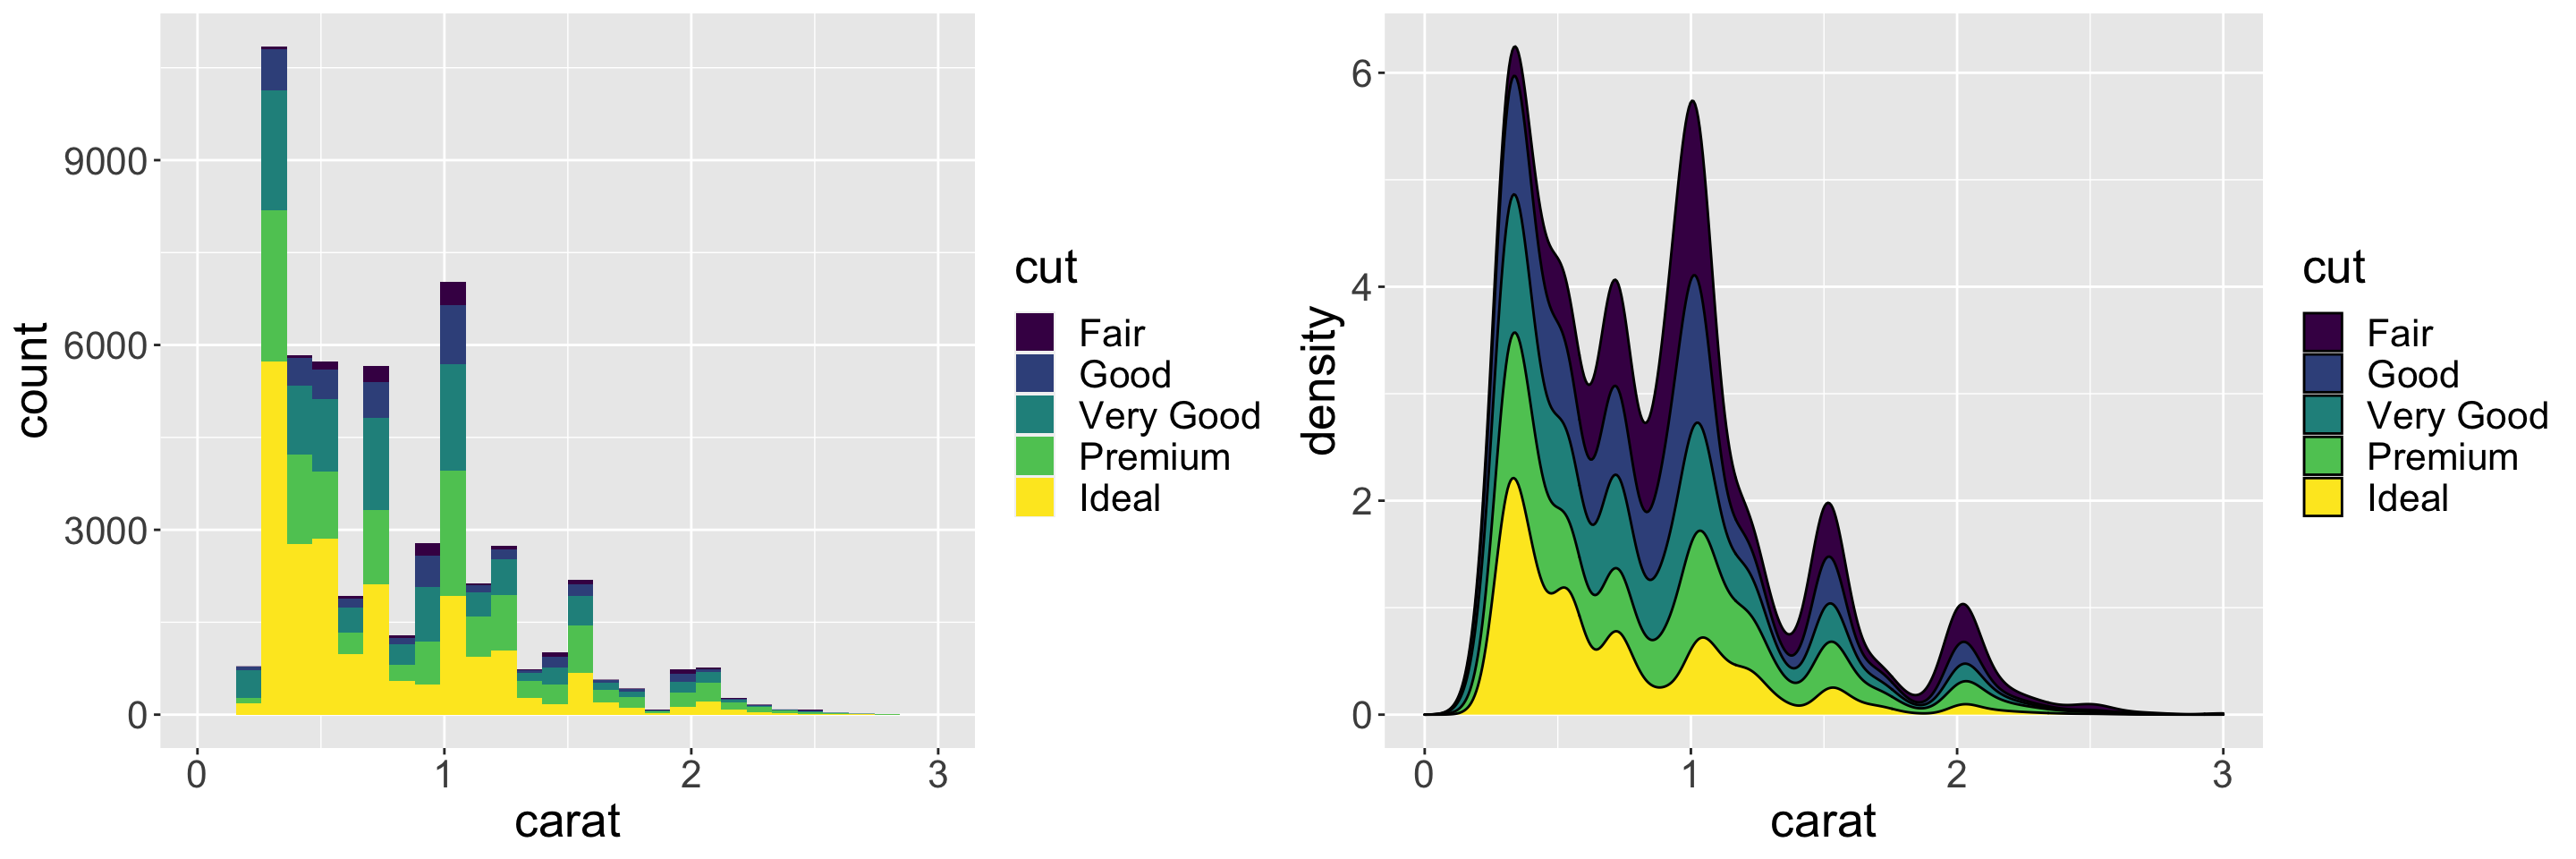 count
9000
6000
3000
0
0 1 2 3
carat
cut
Fair
Good
Very Good
Premium
Ideal
density
6
4
2
0
0 1 2 3
carat
cut
Fair
Good
Very Good
Premium
Ideal